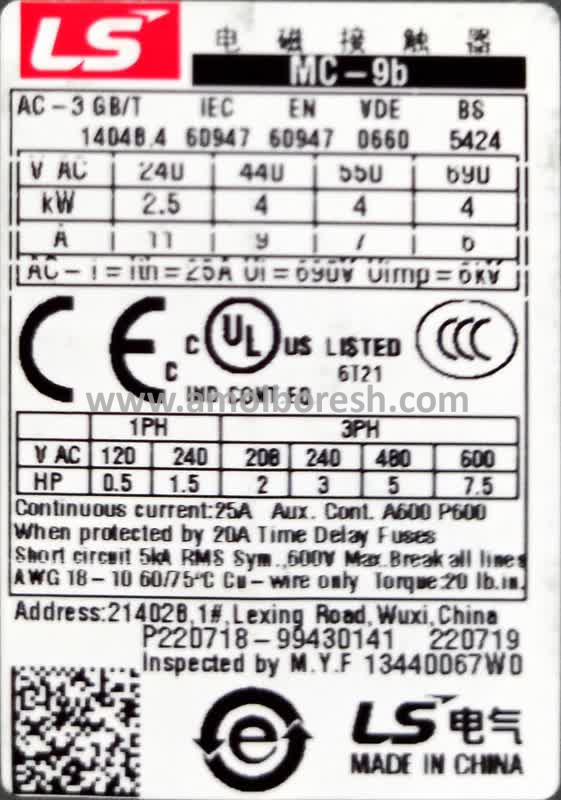 LS 电磁接触器
MC-9b
AC-3 GB/T IEC EN VDE BS
14048.4 60947 60947 0660 5424
V AC 240 440 550 690
kW 2.5 4 4 4
A 11 9 7 6
AC-1=Ith=25A Ui=690V Uimp=6kV
CE C UL US LISTED CCC
C 6T21
IND CONT EQ
www.amolboresh.com
1PH 3PH
V AC 120 240 208 240 480 600
HP 0.5 1.5 2 3 5 7.5
Continuous current:25A Aux. Cont. A600 P600
When protected by 20A Time Delay Fuses
Short circuit 5kA RMS Sym.,600V Max.Break all lines
AWG 18-10 60/75°C Cu-wire only Torque:20 lb.in.
Address:214028,1#,Lexing Road,Wuxi,China
P220718-99430141 220719
Inspected by M.Y.F 13440067W0
e LS电气
MADE IN CHINA